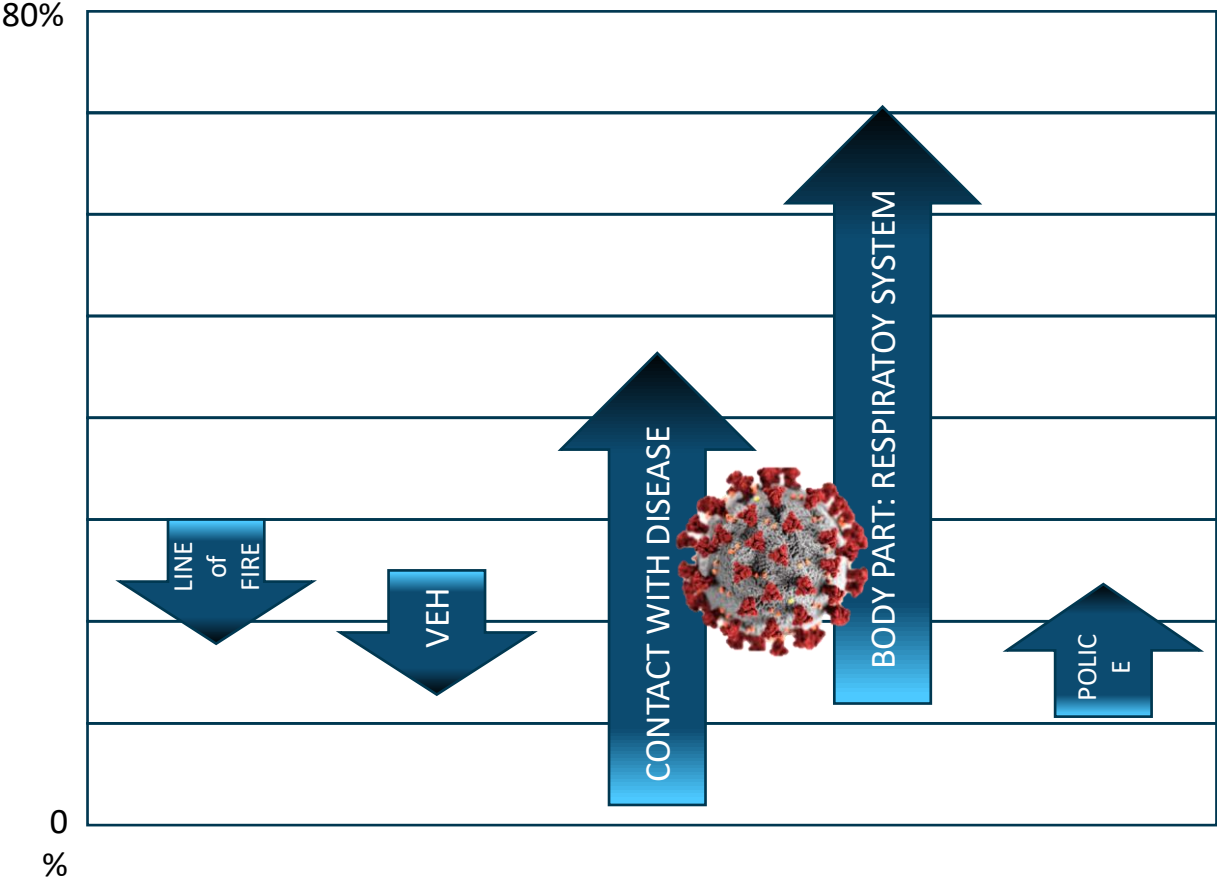 80%
LINE
of
FIRE
VEH
CONTACT WITH DISEASE
BODY PART: RESPIRATOY SYSTEM
POLIC
E
0
%